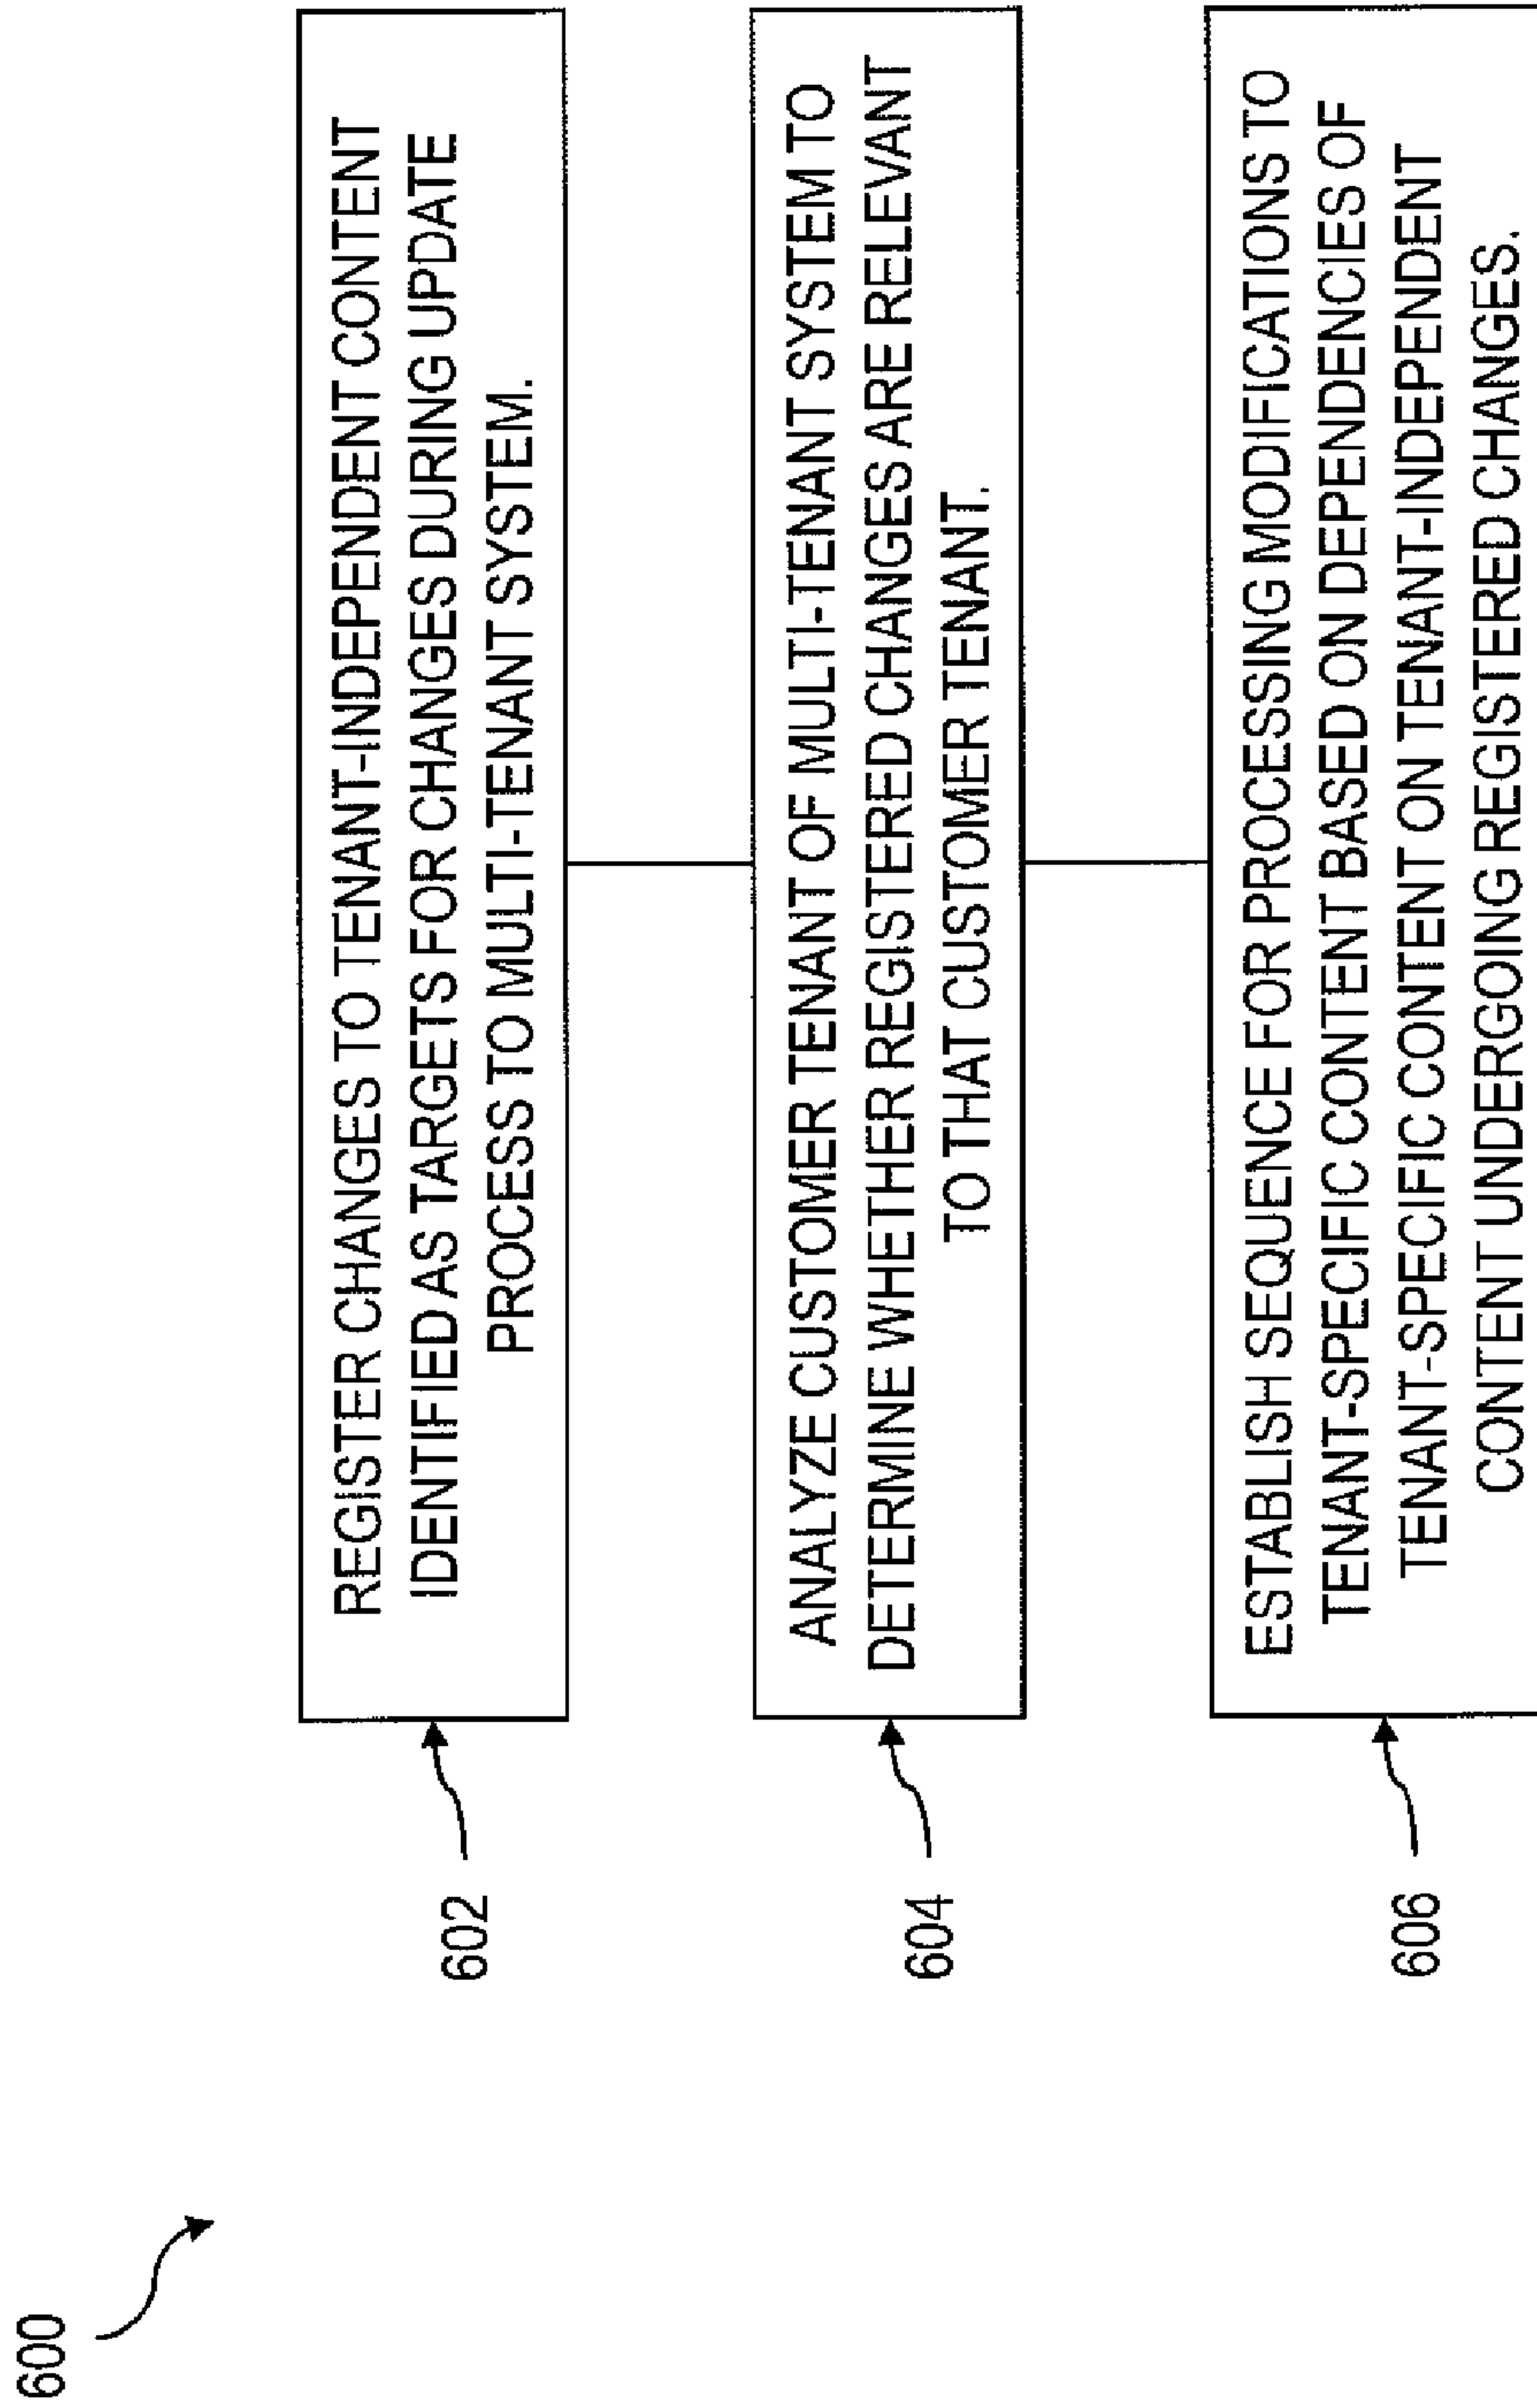 600
602
REGISTER CHANGES TO TENANT-INDEPENDENT CONTENT
IDENTIFIED AS TARGETS FOR CHANGES DURING UPDATE
PROCESS TO MULTI-TENANT SYSTEM.
604
ANALYZE CUSTOMER TENANT OF MULTI-TENANT SYSTEM TO
DETERMINE WHETHER REGISTERED CHANGES ARE RELEVANT
TO THAT CUSTOMER TENANT.
606
ESTABLISH SEQUENCE FOR PROCESSING MODIFICATIONS TO
TENANT-SPECIFIC CONTENT BASED ON DEPENDENCIES OF
TENANT-SPECIFIC CONTENT ON TENANT-INDEPENDENT
CONTENT UNDERGOING REGISTERED CHANGES.